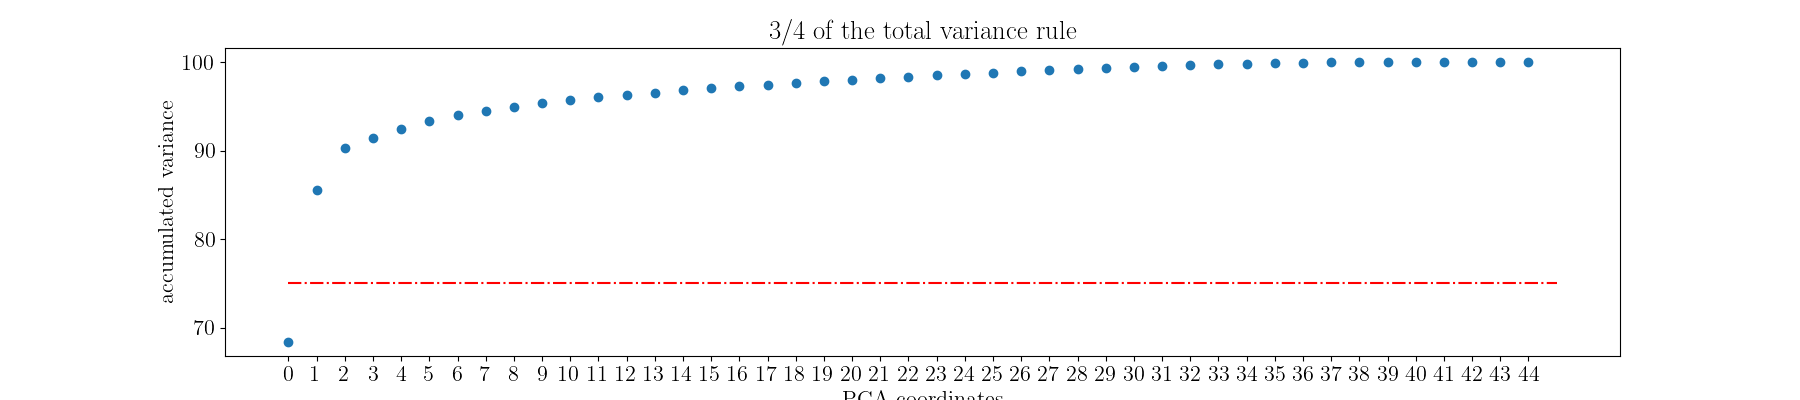 3/4 of the total variance rule
accumulated variance
100
90
80
70
0 1 2 3 4 5 6 7 8 9 10 11 12 13 14 15 16 17 18 19 20 21 22 23 24 25 26 27 28 29 30 31 32 33 34 35 36 37 38 39 40 41 42 43 44
PCA coordinates